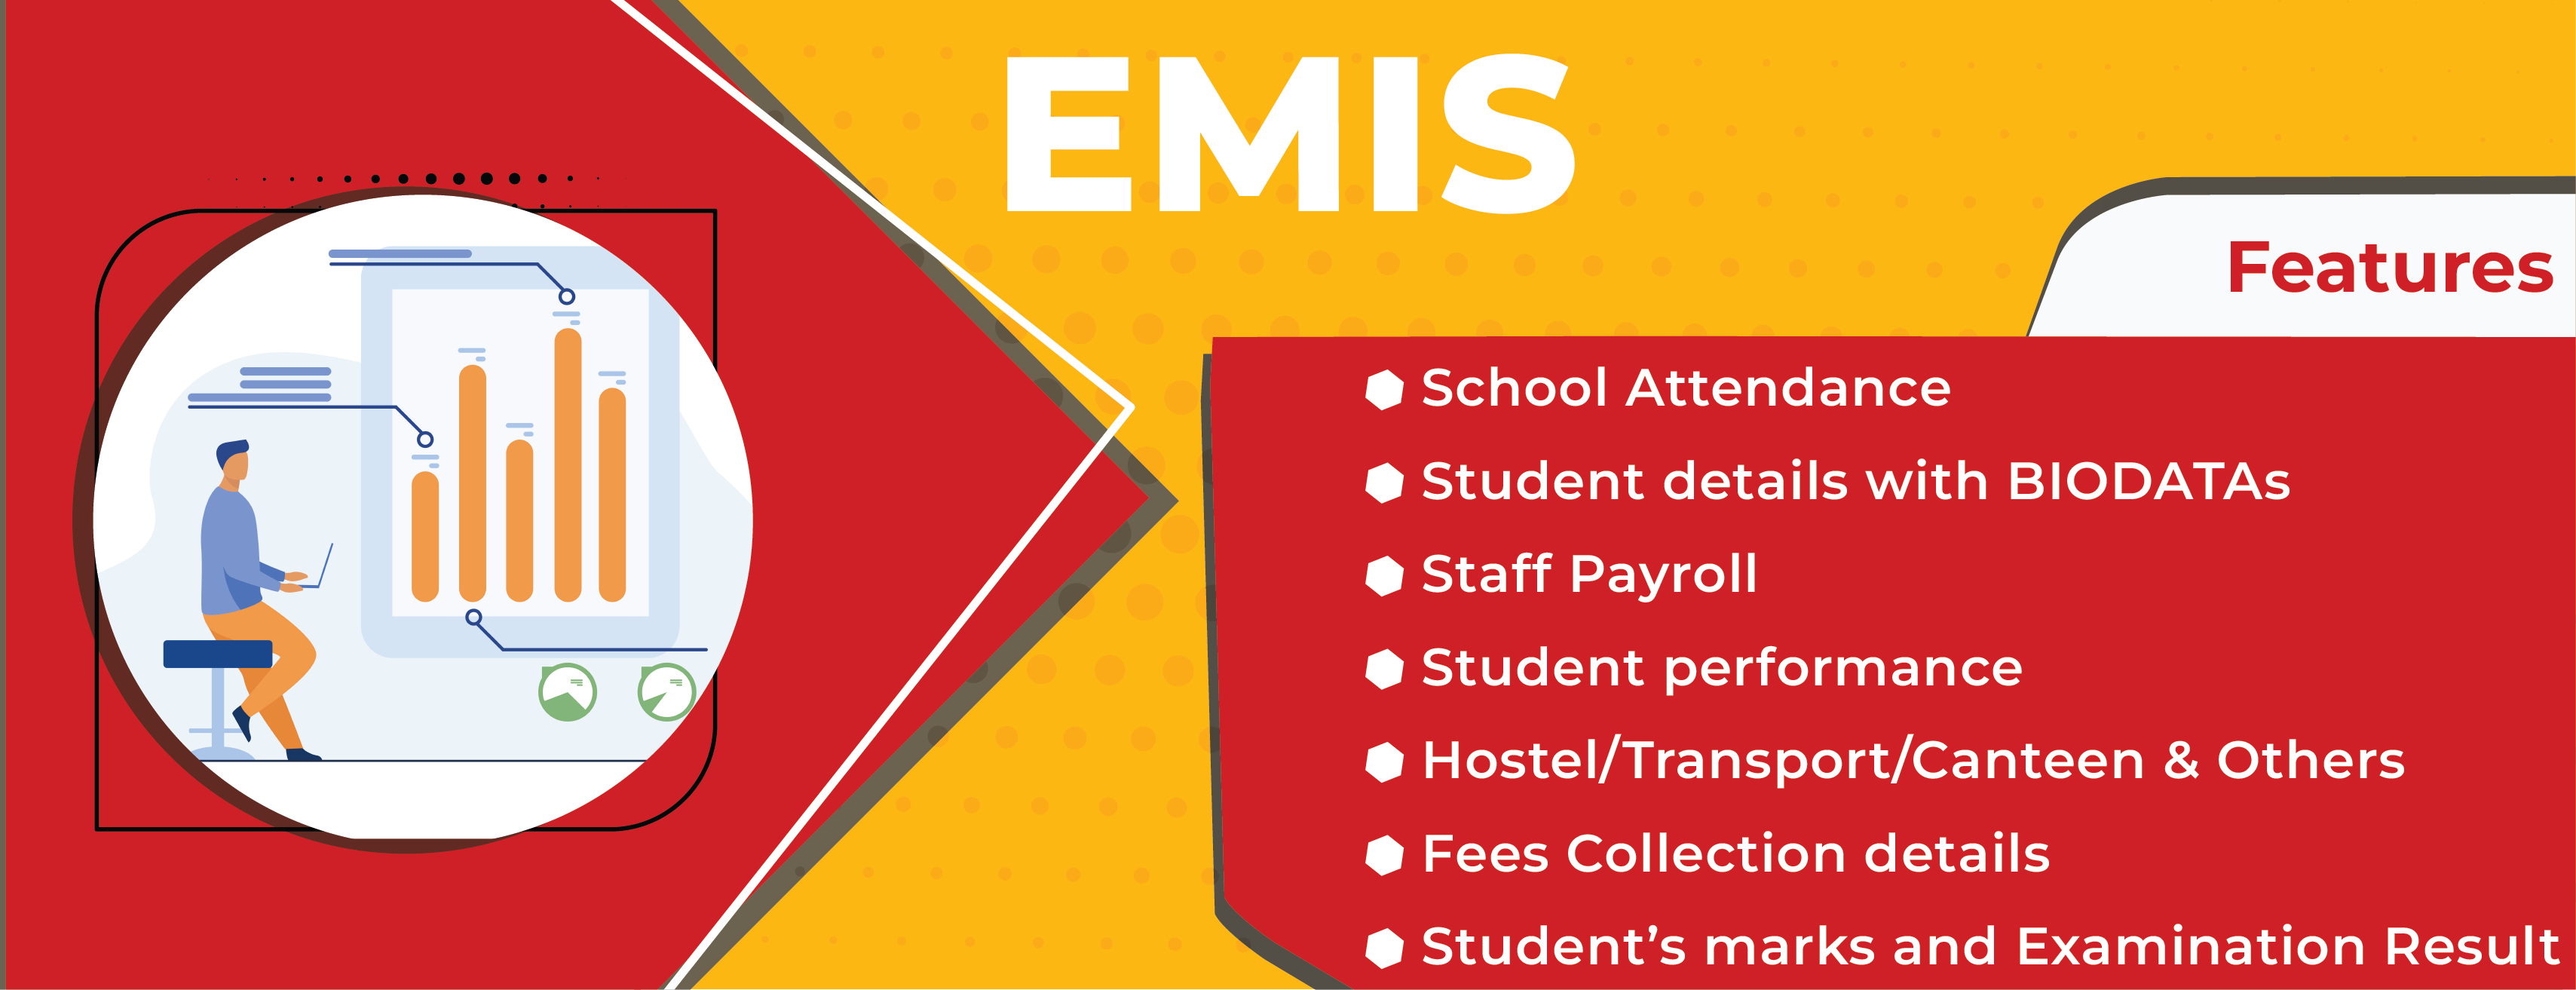 EMIS
Features
School Attendance
Student details with BIODATAs
Staff Payroll
Student performance
Hostel/Transport/Canteen & Others
Fees Collection details
Student’s marks and Examination Result